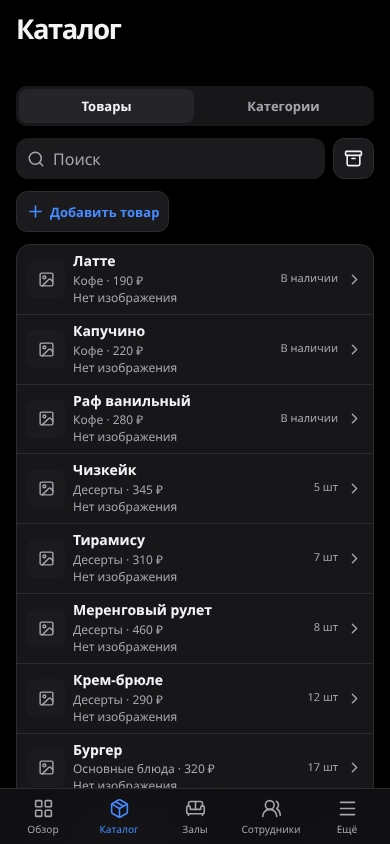 Каталог
Товары
Категории
Поиск
Добавить товар
Латте
Кофе · 190 ₽
Нет изображения
В наличии
Капучино
Кофе · 220 ₽
Нет изображения
В наличии
Раф ванильный
Кофе · 280 ₽
Нет изображения
В наличии
Чизкейк
Десерты · 345 ₽
Нет изображения
5 шт
Тирамису
Десерты · 310 ₽
Нет изображения
7 шт
Меренговый рулет
Десерты · 460 ₽
Нет изображения
8 шт
Крем-брюле
Десерты · 290 ₽
Нет изображения
12 шт
Бургер
Основные блюда · 320 ₽
Нет изображения
17 шт
Обзор
Каталог
Залы
Сотрудники
Ещё